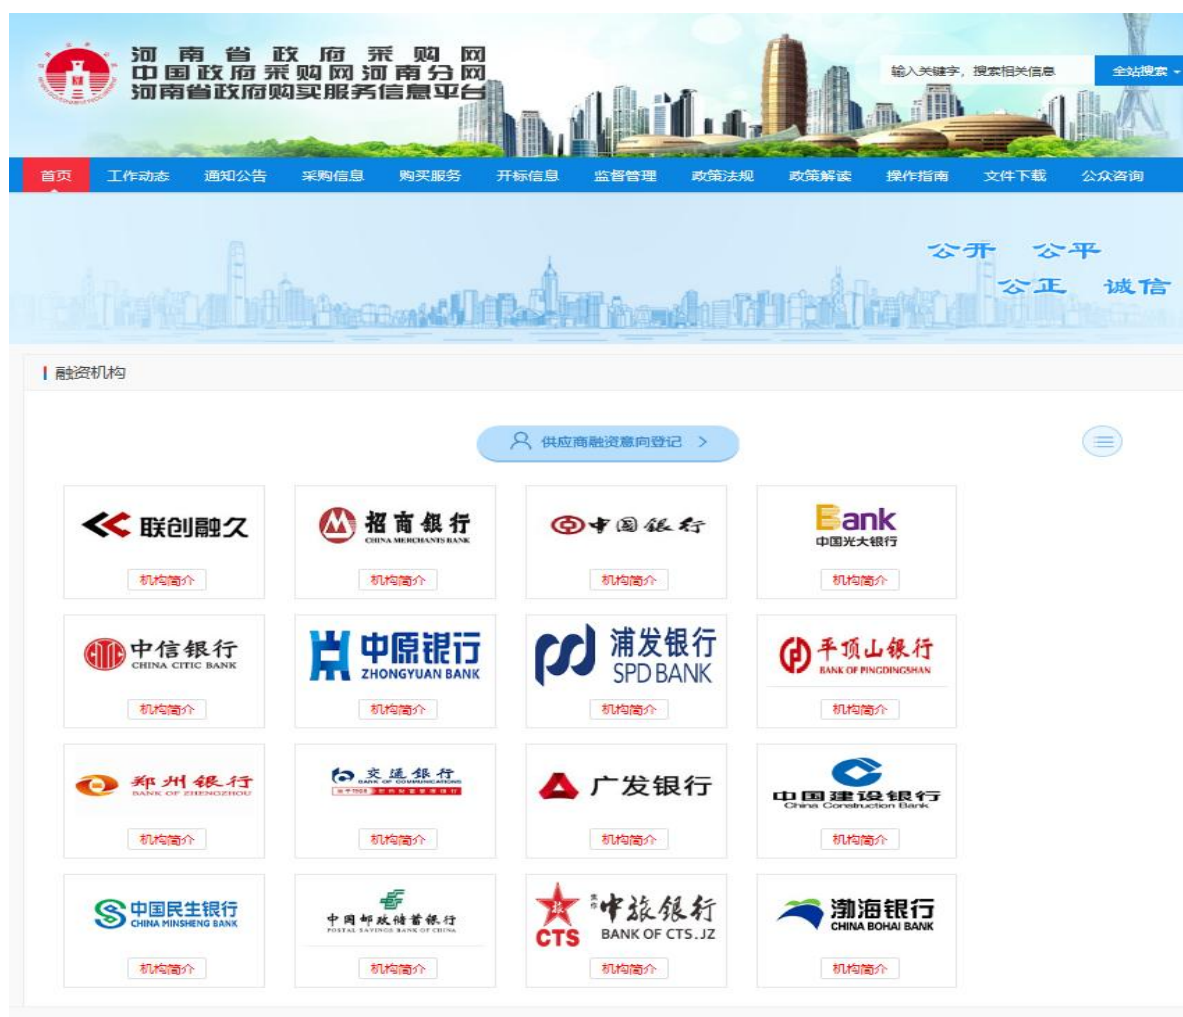 河南省政府采购网
中国政府采购网河南分网
河南省政府购买服务信息平台
输入关键字，搜索相关信息 全站搜索
首页 工作动态 通知公告 采购信息 购买服务 开标信息 监督管理 政策法规 政策解读 操作指南 文件下载 公众咨询
公开 公平
公正 诚信
融资机构
供应商融资意向登记 >
联创融久
机构简介
招商银行
CHINA MERCHANTS BANK
机构简介
中国银行
机构简介
Bank
中国光大银行
机构简介
中信银行
CHINA CITIC BANK
机构简介
中原银行
ZHONGYUAN BANK
机构简介
浦发银行
SPD BANK
机构简介
平顶山银行
BANK OF PINGDINGSHAN
机构简介
郑州银行
BANK OF ZHENGZHOU
机构简介
交通银行
BANK OF COMMUNICATIONS
机构简介
广发银行
机构简介
中国建设银行
China Construction Bank
机构简介
中国民生银行
CHINA MINSHENG BANK
机构简介
中国邮政储蓄银行
POSTAL SAVINGS BANK OF CHINA
机构简介
旅
CTS
焦作
中旅银行
BANK OF CTS.JZ
机构简介
渤海银行
CHINA BOHAI BANK
机构简介